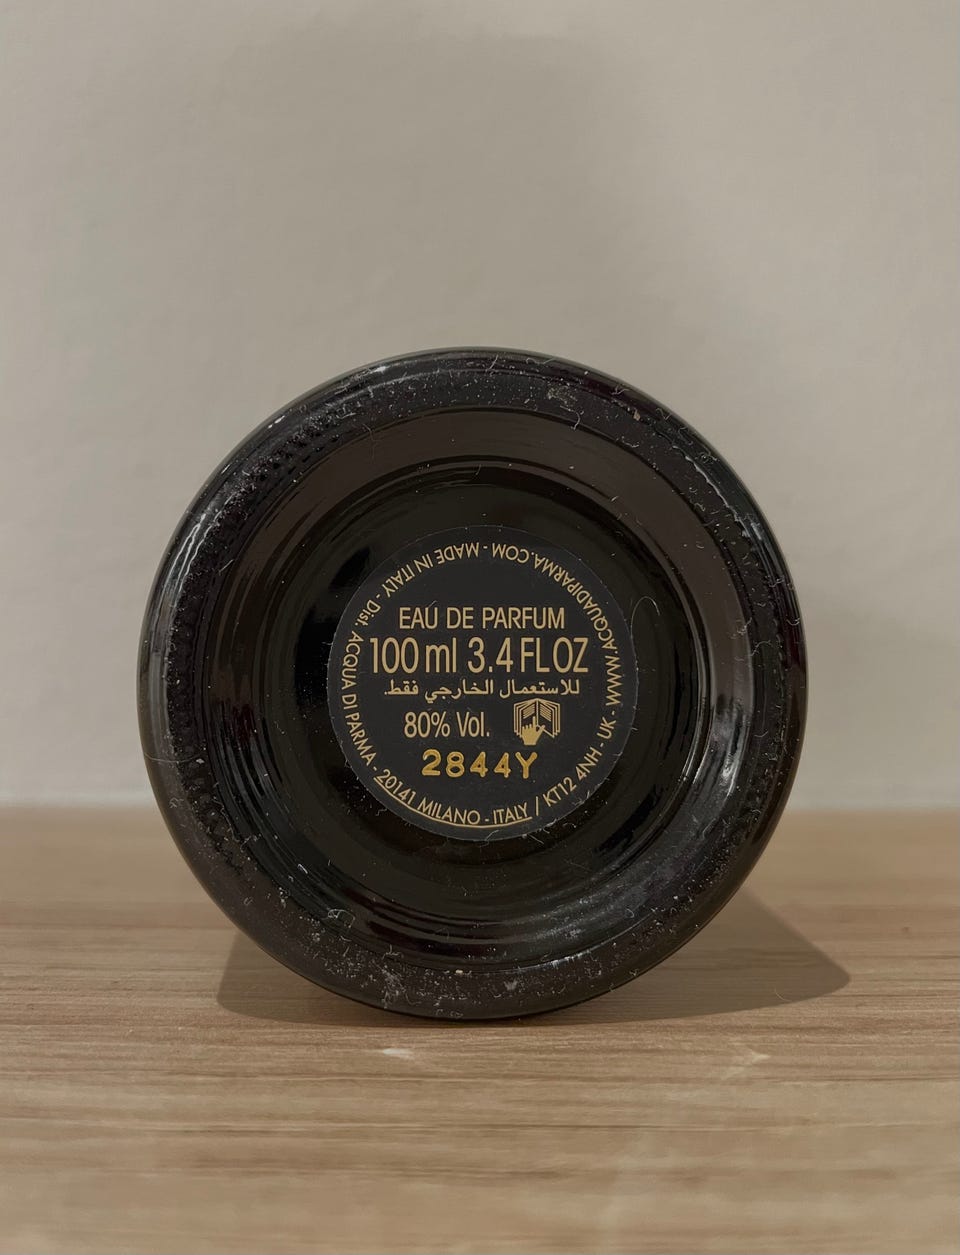 EAU DE PARFUM
100 ml 3.4 FL OZ
للاستعمال الخارجي فقط.
80% Vol.
2844Y
Dist. ACQUA DI PARMA - 20141 MILANO - ITALY / KT12 4NH - UK - WWW.ACQUADIPARMA.COM - MADE IN ITALY -